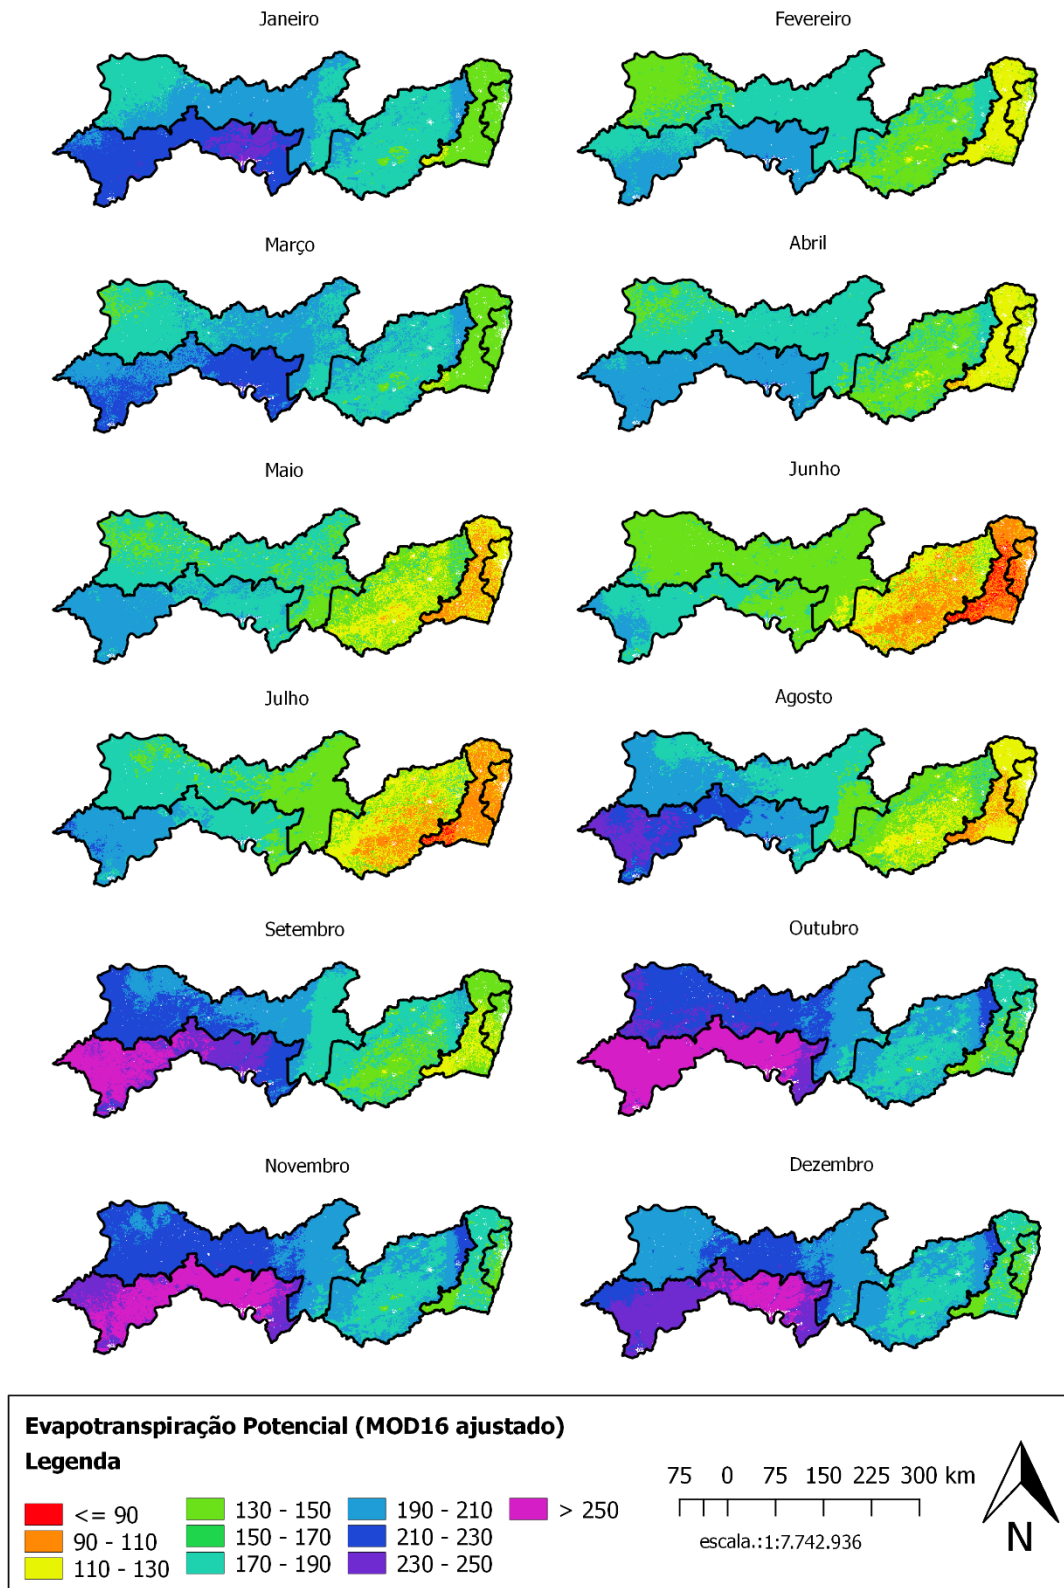 Janeiro
Fevereiro
Março
Abril
Maio
Junho
Julho
Agosto
Setembro
Outubro
Novembro
Dezembro
Evapotranspiração Potencial (MOD16 ajustado)
Legenda
<= 90
90 - 110
110 - 130
130 - 150
150 - 170
170 - 190
190 - 210
210 - 230
230 - 250
> 250
75 0 75 150 225 300 km
escala.:1:7.742.936
N